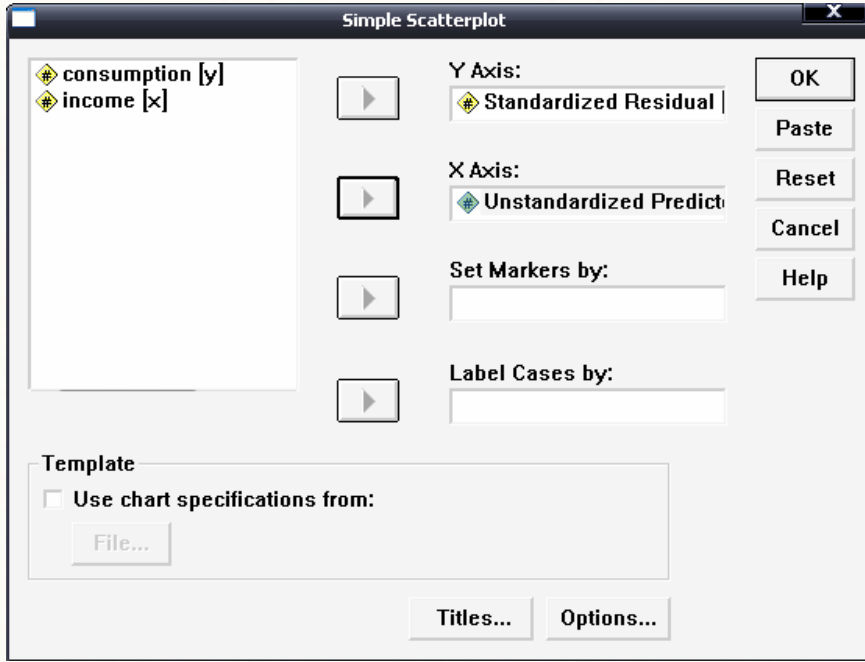 Simple Scatterplot
X
# consumption [y]
# income [x]
Y Axis:
# Standardized Residual [
X Axis:
# Unstandardized Predict
Set Markers by:
Label Cases by:
OK
Paste
Reset
Cancel
Help
Template
Use chart specifications from:
File...
Titles...
Options...